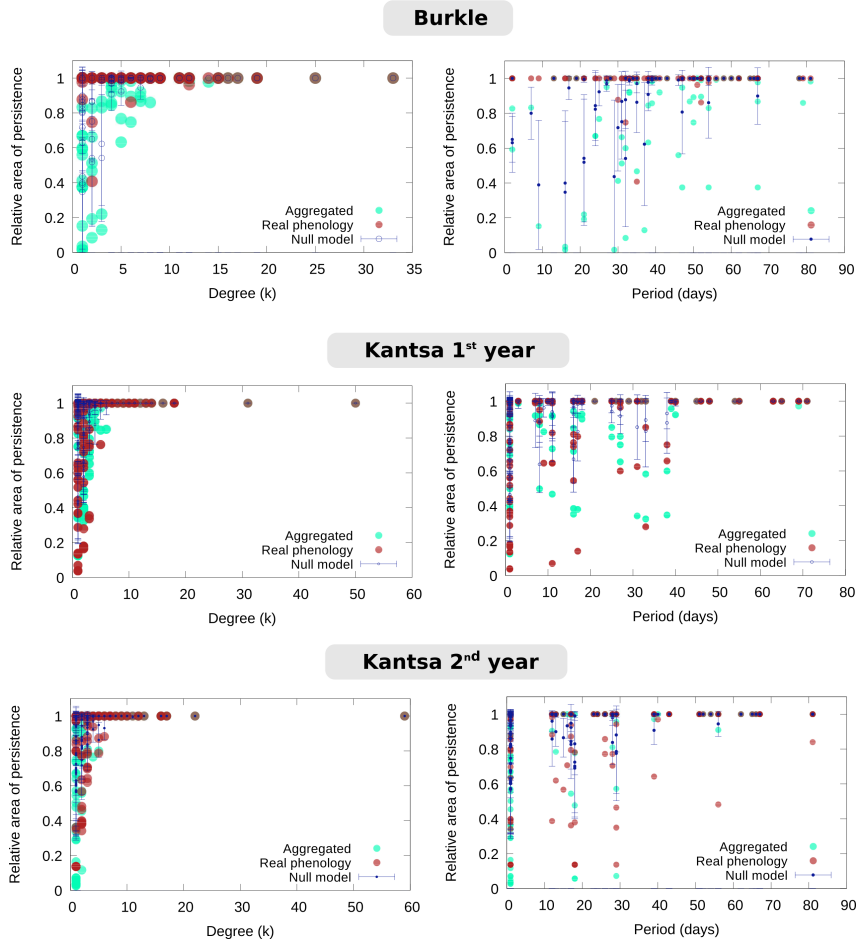 Burkle
Relative area of persistence
1
0.8
0.6
0.4
0.2
0
Aggregated
Real phenology
Null model
0 5 10 15 20 25 30 35
Degree (k)
Relative area of persistence
1
0.8
0.6
0.4
0.2
0
Aggregated
Real phenology
Null model
0 10 20 30 40 50 60 70 80 90
Period (days)
Kantsa 1st year
Relative area of persistence
1
0.8
0.6
0.4
0.2
0
Aggregated
Real phenology
Null model
0 10 20 30 40 50 60
Degree (k)
Relative area of persistence
1
0.8
0.6
0.4
0.2
0
Aggregated
Real phenology
Null model
0 10 20 30 40 50 60 70 80
Period (days)
Kantsa 2nd year
Relative area of persistence
1
0.8
0.6
0.4
0.2
0
Aggregated
Real phenology
Null model
0 10 20 30 40 50 60
Degree (k)
Relative area of persistence
1
0.8
0.6
0.4
0.2
0
Aggregated
Real phenology
Null model
0 10 20 30 40 50 60 70 80 90
Period (days)